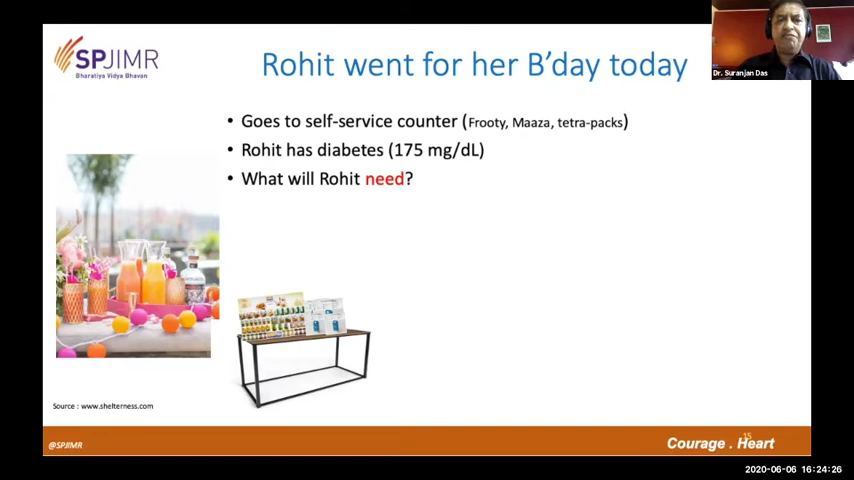 SPJIMR
Bharatiya Vidya Bhavan
Rohit went for her B'day today
Dr. Suranjan Das
• Goes to self-service counter (Frooty, Maaza, tetra-packs)
• Rohit has diabetes (175 mg/dL)
• What will Rohit need?
Source : www.shelterness.com
@SPJIMR
15
Courage . Heart
2020-06-06 16:24:26